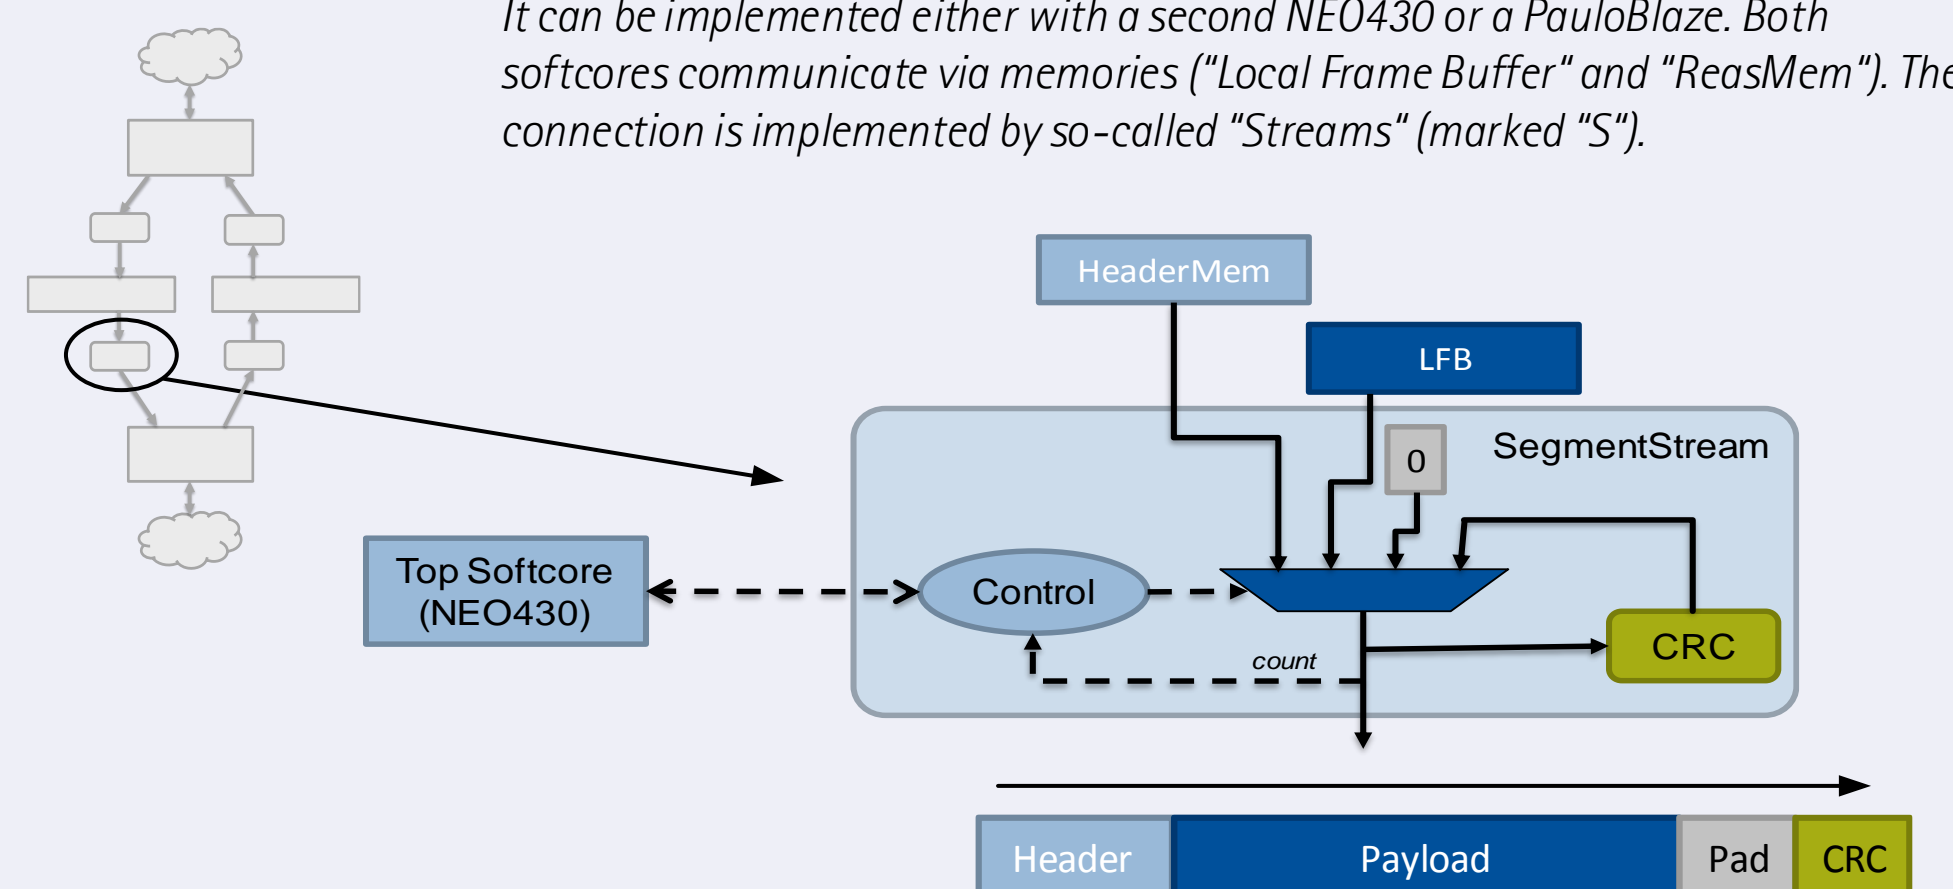 It can be implemented either with a second NEO430 or a PauloBlaze. Both
softcores communicate via memories (“Local Frame Buffer“ and “ReasMem“). The
connection is implemented by so-called “Streams“ (marked “S“).
HeaderMem
LFB
SegmentStream
0
Top Softcore
(NEO430)
Control
count
CRC
Header
Payload
Pad
CRC